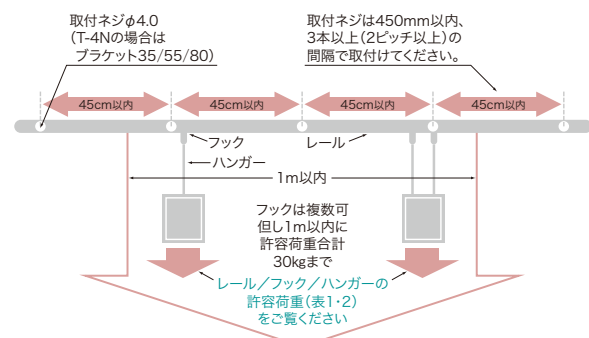 取付ネジφ4.0
(T-4Nの場合は
ブラケット35/55/80)
取付ネジは450mm以内、
3本以上(2ピッチ以上)の
間隔で取付けてください。
45cm以内
45cm以内
45cm以内
45cm以内
フック
レール
ハンガー
1m以内
フックは複数可
但し1m以内に
許容荷重合計
30kgまで
レール／フック／ハンガーの
許容荷重(表1・2)
をご覧ください